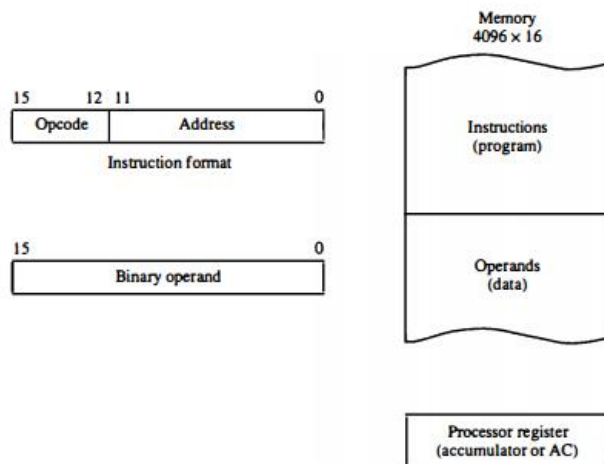 Memory
4096 × 16
15 12 11 0
Opcode Address
Instruction format
Instructions
(program)
15 0
Binary operand
Operands
(data)
Processor register
(accumulator or AC)